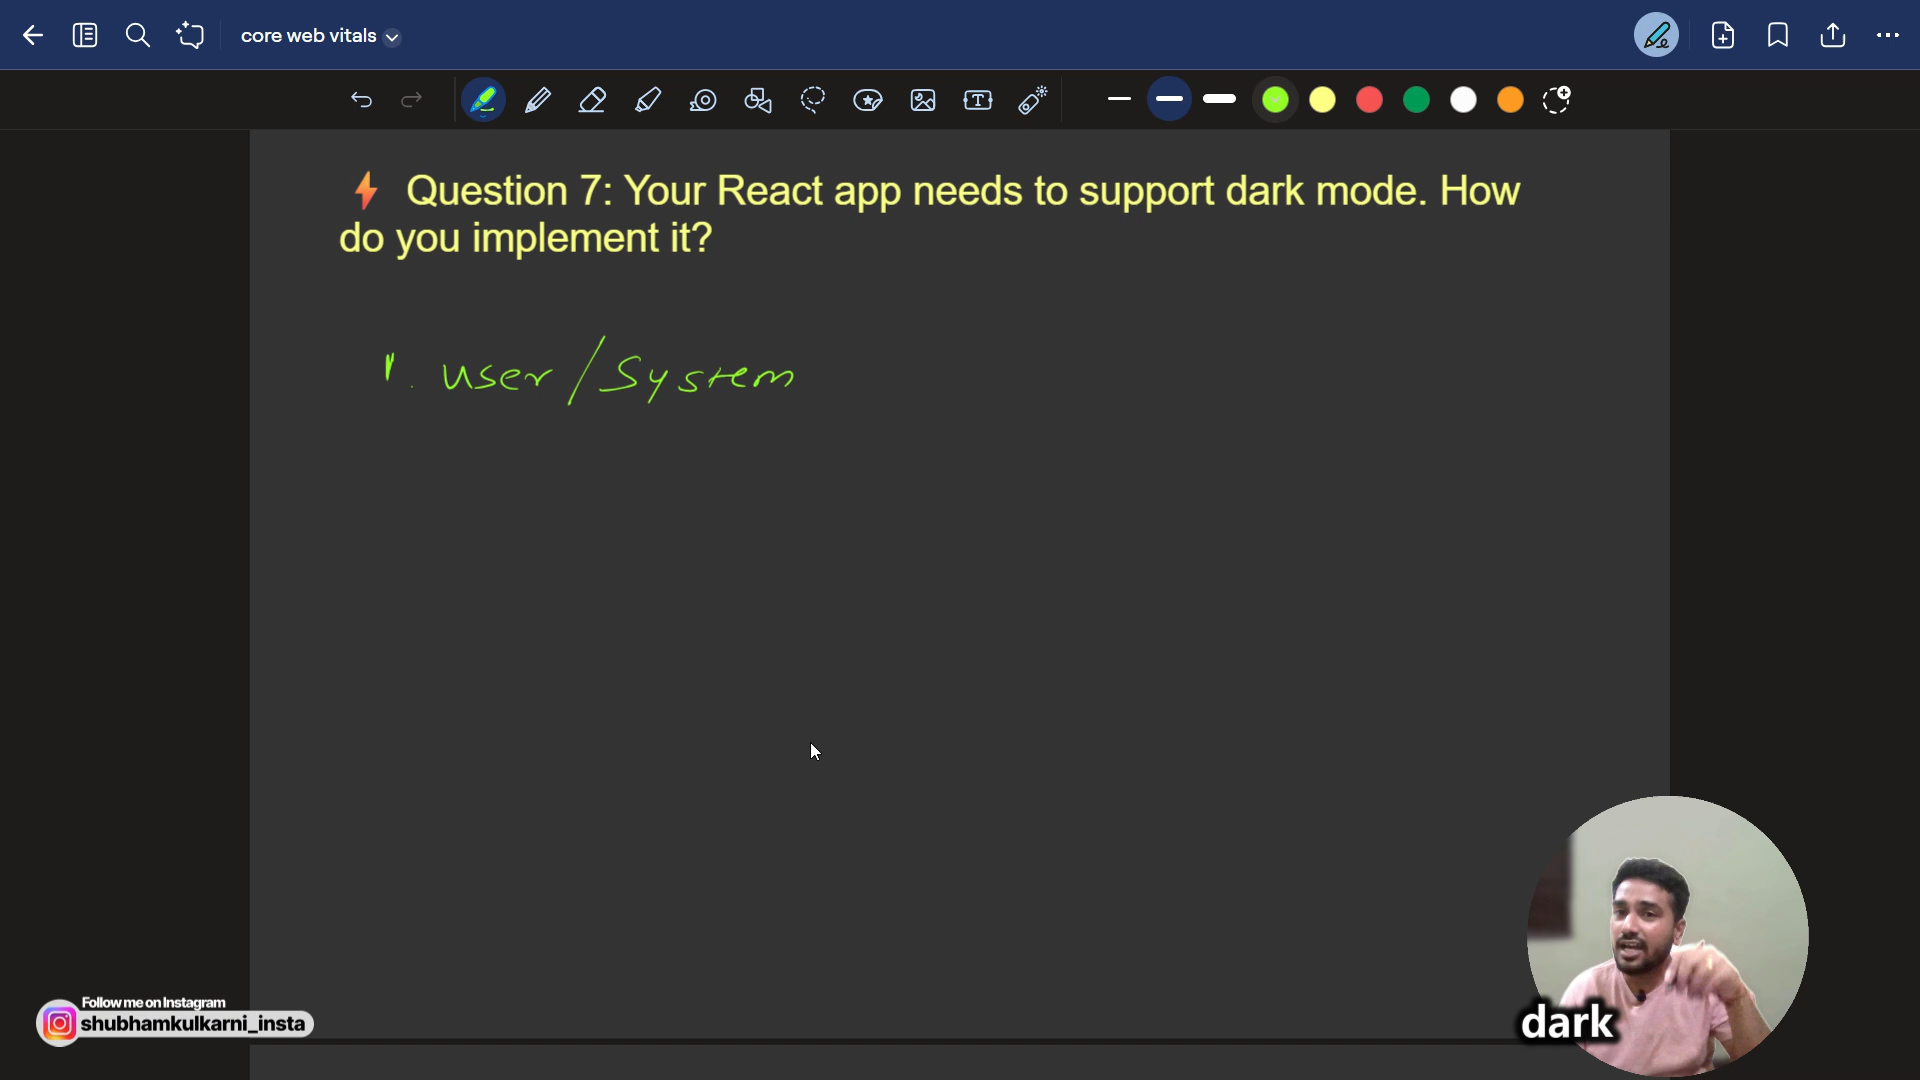 core web vitals
⚡ Question 7: Your React app needs to support dark mode. How
do you implement it?
1. User/System
Follow me on Instagram
shubhamkulkarni_insta
dark